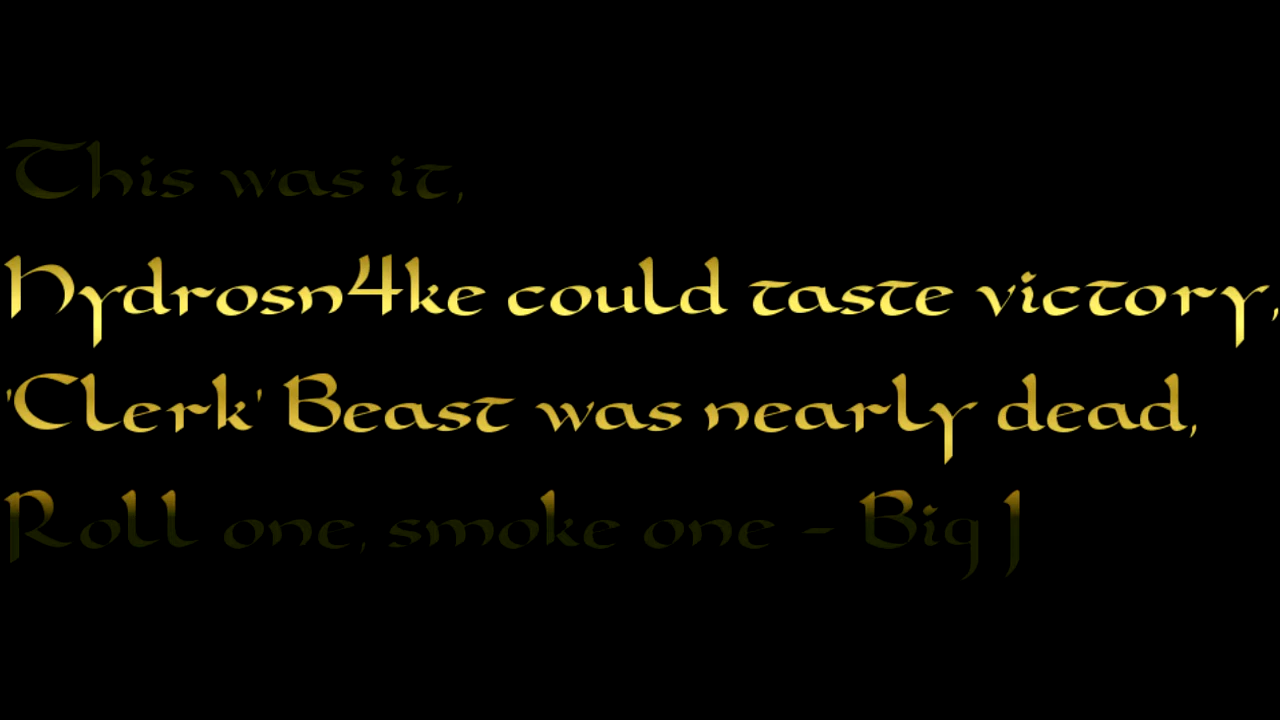 This was it,
Hydrosn4ke could taste victory,
'Clerk' Beast was nearly dead,
Roll one, smoke one - Big J